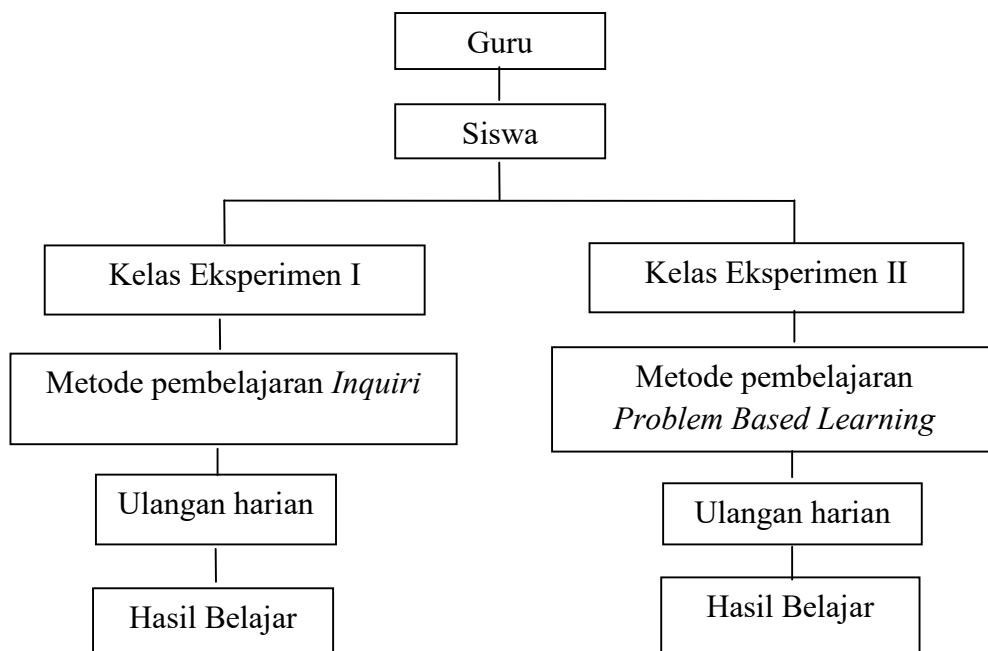 Guru
Siswa
Kelas Eksperimen I
Metode pembelajaran Inquiri
Ulangan harian
Hasil Belajar
Kelas Eksperimen II
Metode pembelajaran
Problem Based Learning
Ulangan harian
Hasil Belajar